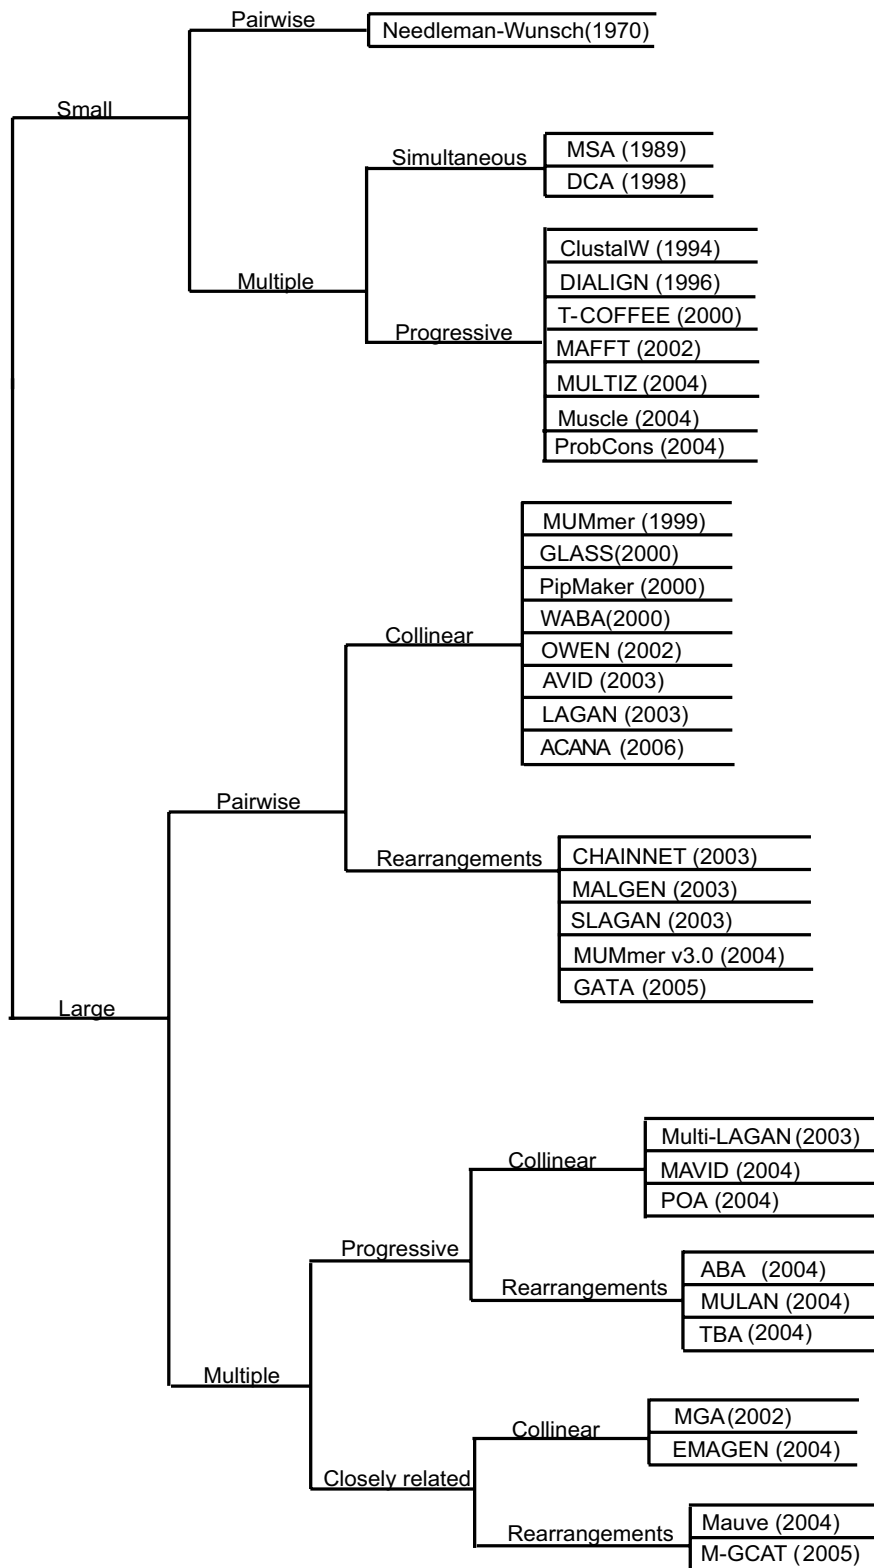 Pairwise
Needleman-Wunsch(1970)
Small
Simultaneous
MSA (1989)
DCA (1998)
Multiple
Progressive
ClustalW (1994)
DIALIGN (1996)
T-COFFEE (2000)
MAFFT (2002)
MULTIZ (2004)
Muscle (2004)
ProbCons (2004)
Collinear
MUMmer (1999)
GLASS(2000)
PipMaker (2000)
WABA(2000)
OWEN (2002)
AVID (2003)
LAGAN (2003)
ACANA (2006)
Pairwise
Rearrangements
CHAINNET (2003)
MALGEN (2003)
SLAGAN (2003)
MUMmer v3.0 (2004)
GATA (2005)
Large
Collinear
Multi-LAGAN (2003)
MAVID (2004)
POA (2004)
Progressive
Rearrangements
ABA (2004)
MULAN (2004)
TBA (2004)
Multiple
Collinear
MGA (2002)
EMAGEN (2004)
Closely related
Rearrangements
Mauve (2004)
M-GCAT (2005)